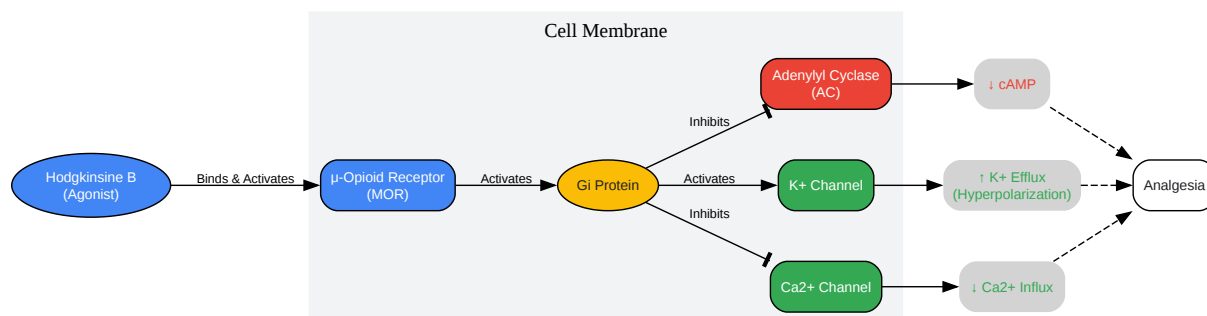 Cell Membrane
Hodgkinsine B
(Agonist)
Binds & Activates
μ-Opioid Receptor
(MOR)
Activates
Gi Protein
Inhibits
Adenylyl Cyclase
(AC)
↓ cAMP
Activates
K+ Channel
↑ K+ Efflux
(Hyperpolarization)
Inhibits
Ca2+ Channel
↓ Ca2+ Influx
Analgesia